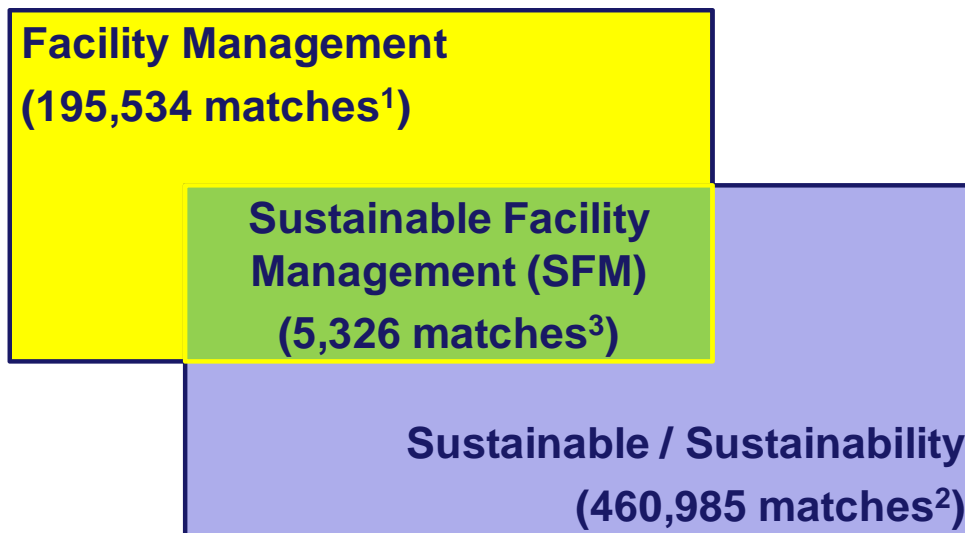 Facility Management
(195,534 matches¹)
Sustainable Facility
Management (SFM)
(5,326 matches³)
Sustainable / Sustainability
(460,985 matches²)